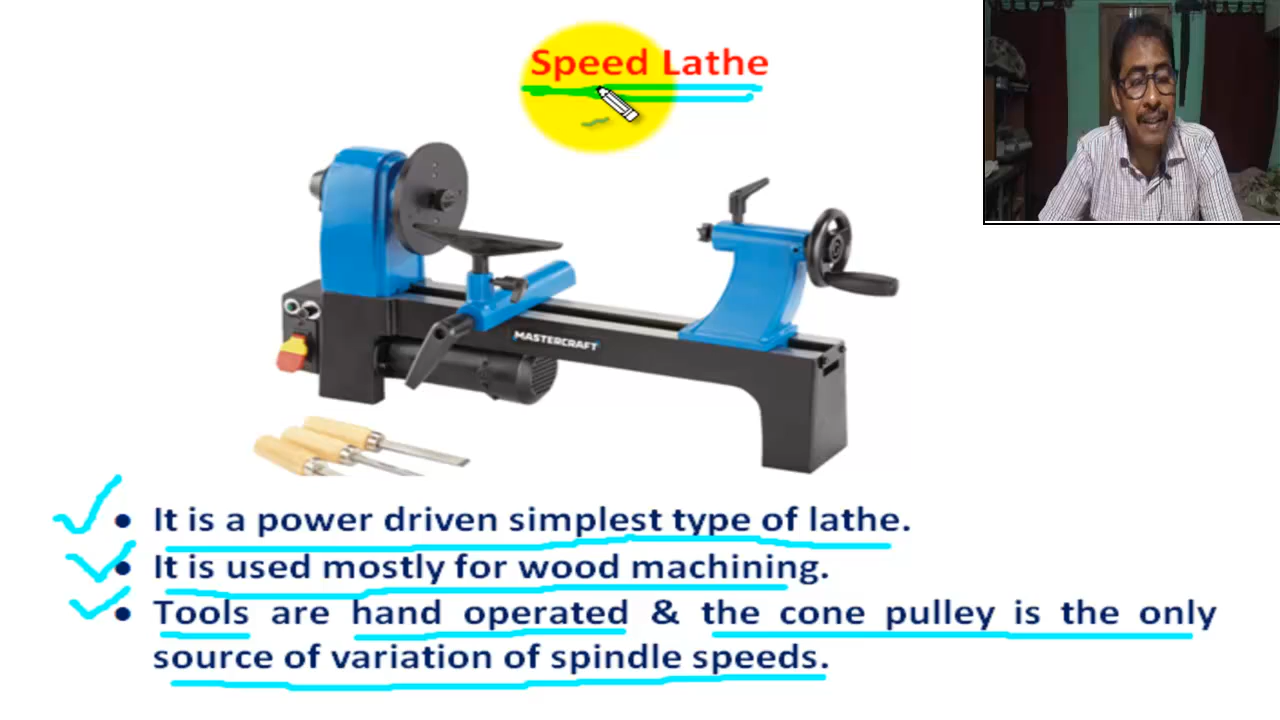 Speed Lathe
MASTERCRAFT
• It is a power driven simplest type of lathe.
• It is used mostly for wood machining.
• Tools are hand operated & the cone pulley is the only
source of variation of spindle speeds.